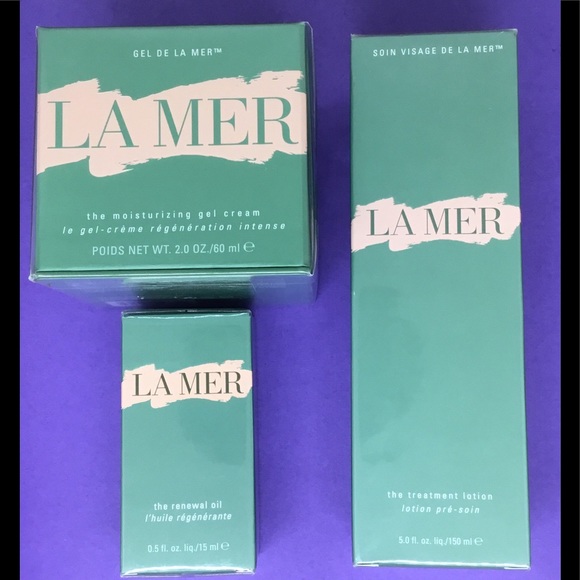 GEL DE LA MER™
LA MER
the moisturizing gel cream
le gel-crème régénération intense
POIDS NET WT. 2.0 OZ./60 ml ℮
SOIN VISAGE DE LA MER™
LA MER
the treatment lotion
lotion pré-soin
5.0 fl. oz. liq./150 ml ℮
LA MER
the renewal oil
l'huile régénérante
0.5 fl. oz. liq./15 ml ℮